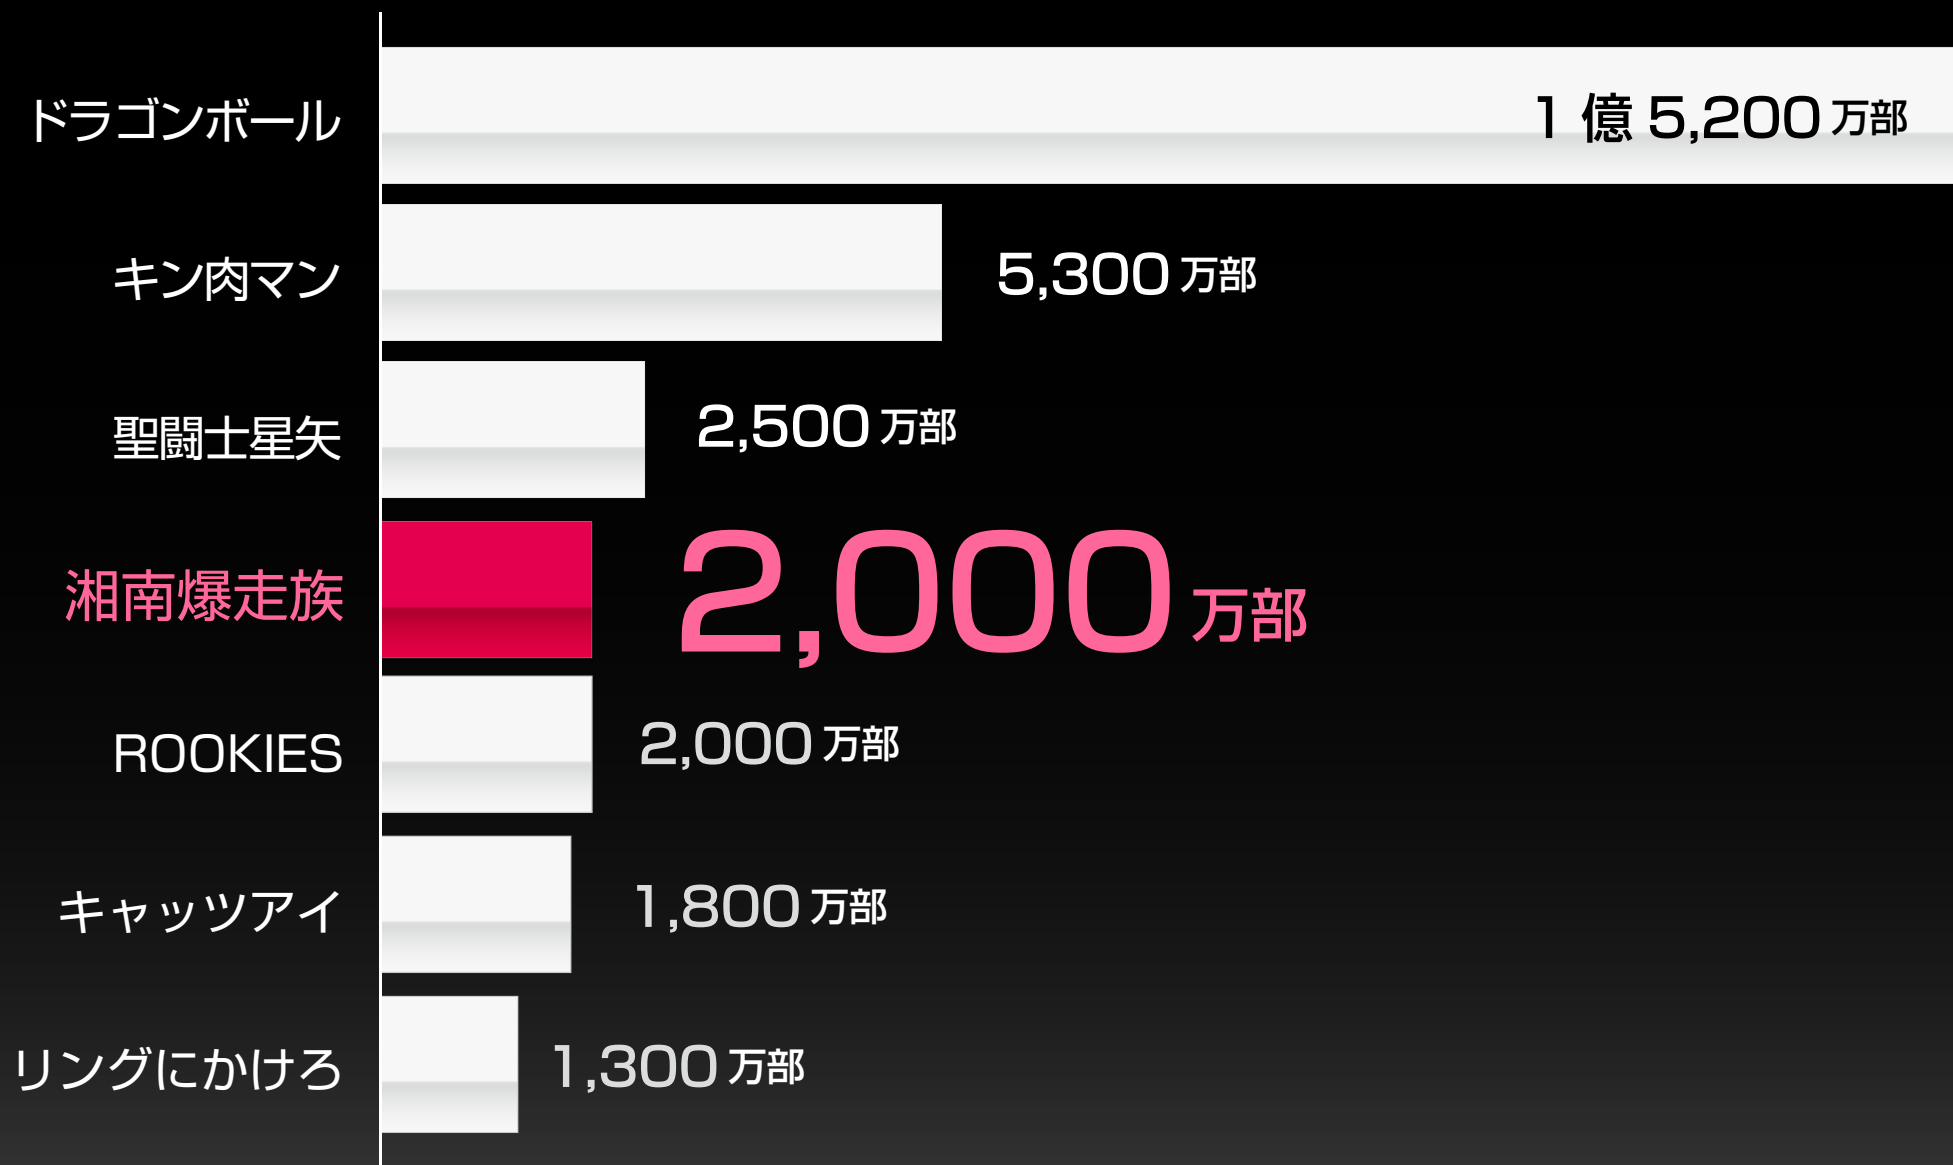 ドラゴンボール 1億5,200万部
キン肉マン 5,300万部
聖闘士星矢 2,500万部
湘南爆走族 2,000万部
ROOKIES 2,000万部
キャッツアイ 1,800万部
リングにかけろ 1,300万部